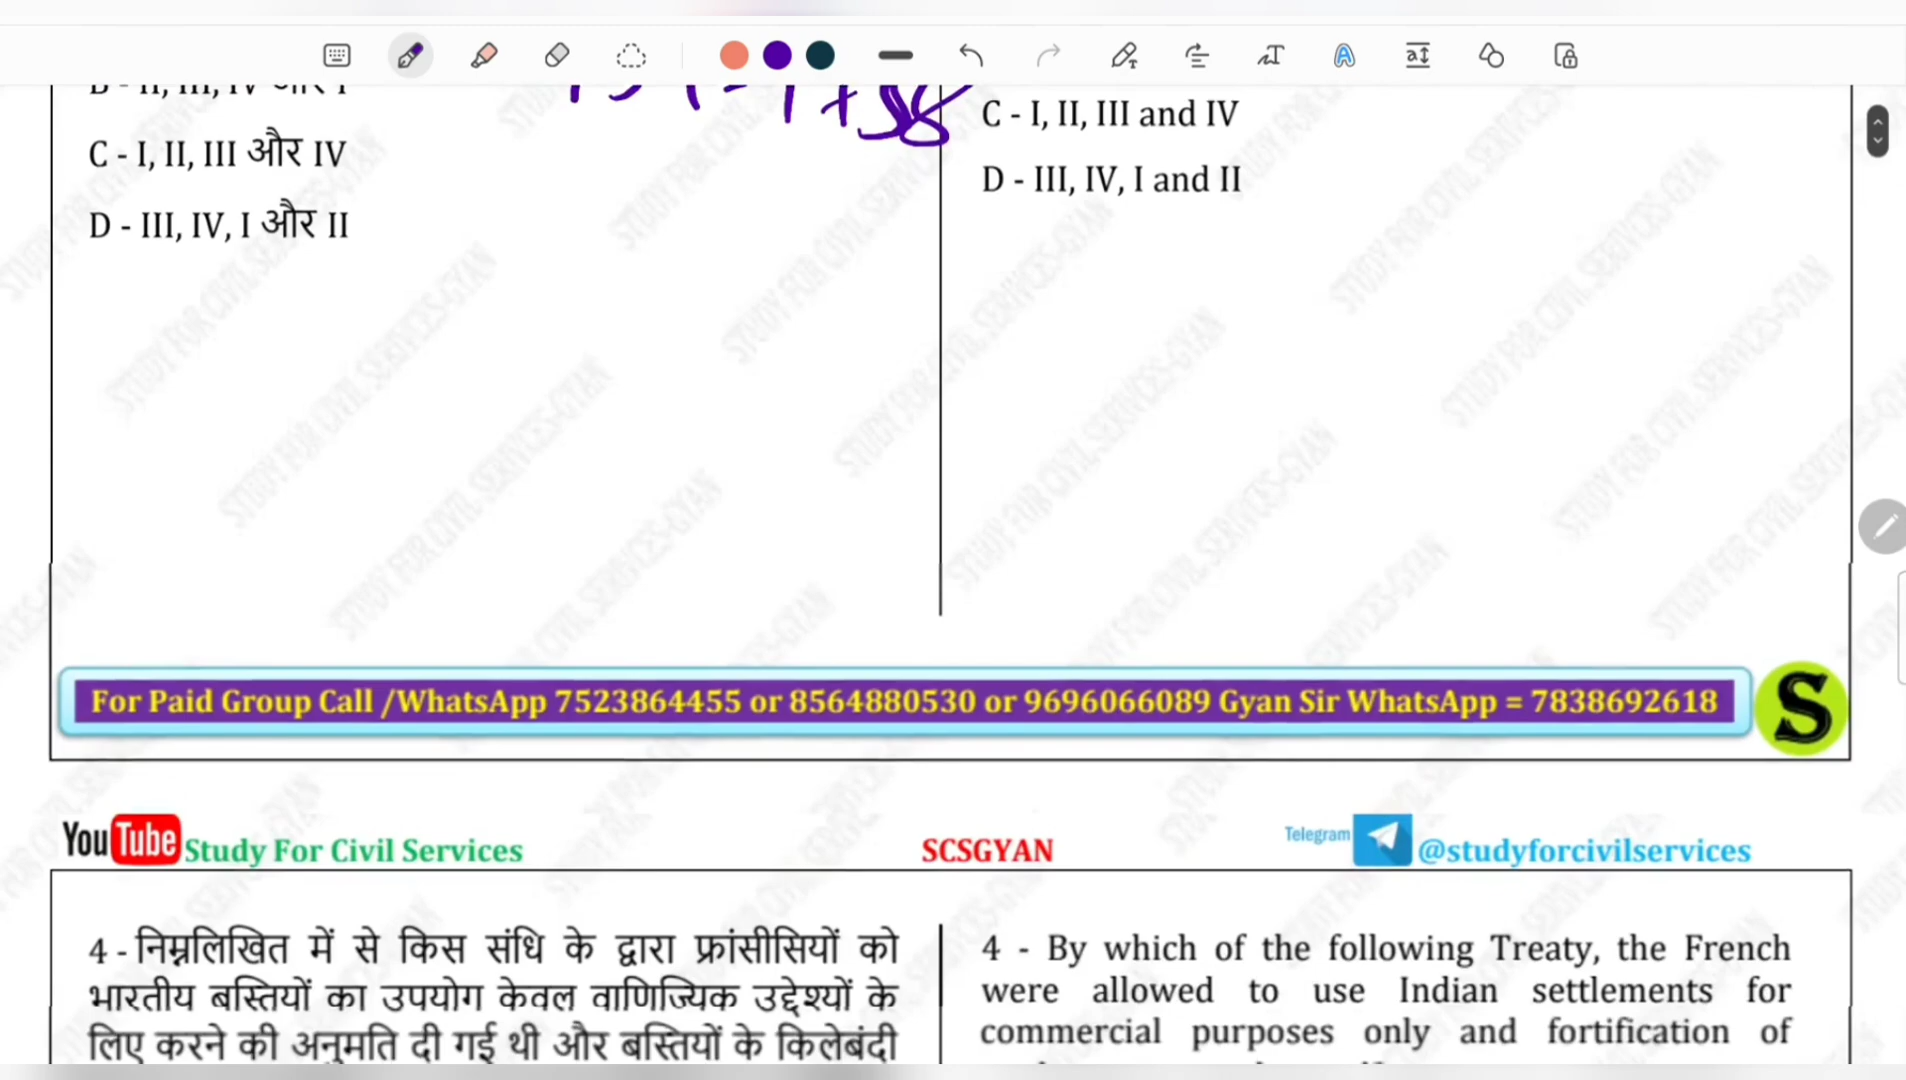 C - I, II, III और IV
D - III, IV, I और II
C - I, II, III and IV
D - III, IV, I and II
For Paid Group Call /WhatsApp 7523864455 or 8564880530 or 9696066089 Gyan Sir WhatsApp = 7838692618
S
YouTube Study For Civil Services
SCSGYAN
Telegram @studyforcivilservices
4 - निम्नलिखित में से किस संधि के द्वारा फ्रांसीसियों को
भारतीय बस्तियों का उपयोग केवल वाणिज्यिक उद्देश्यों के
लिए करने की अनुमति दी गई थी और बस्तियों के किलेबंदी
4 - By which of the following Treaty, the French
were allowed to use Indian settlements for
commercial purposes only and fortification of